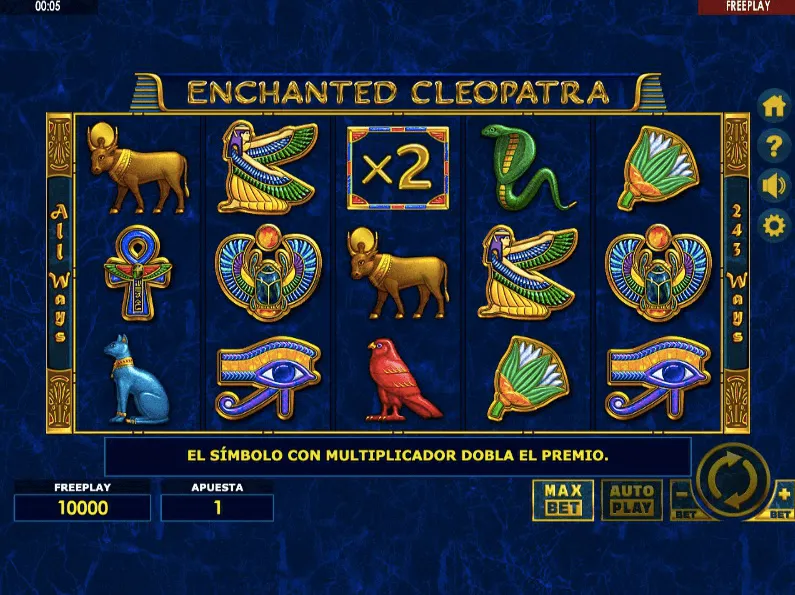 00:05
FREEPLAY
ENCHANTED CLEOPATRA
×2
All Ways
243 Ways
EL SÍMBOLO CON MULTIPLICADOR DOBLA EL PREMIO.
FREEPLAY
10000
APUESTA
1
MAX
BET
AUTO
PLAY
−
BET
+
BET
?